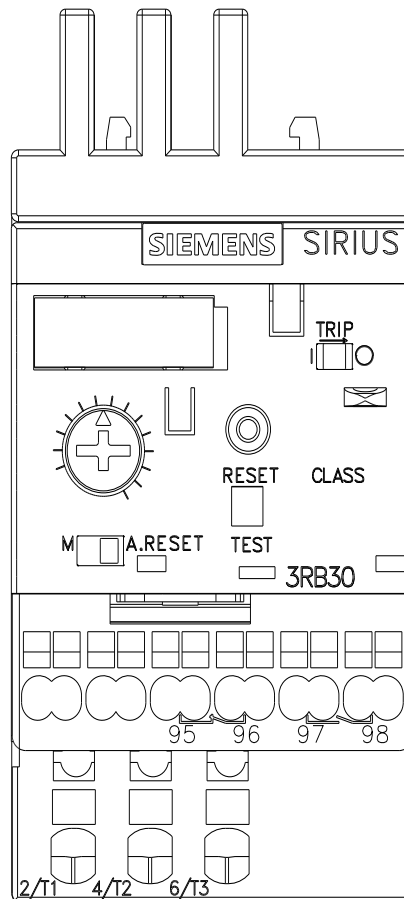 SIEMENS SIRIUS
TRIP
I O
RESET CLASS
M A.RESET TEST
3RB30
95 96 97 98
2/T1 4/T2 6/T3